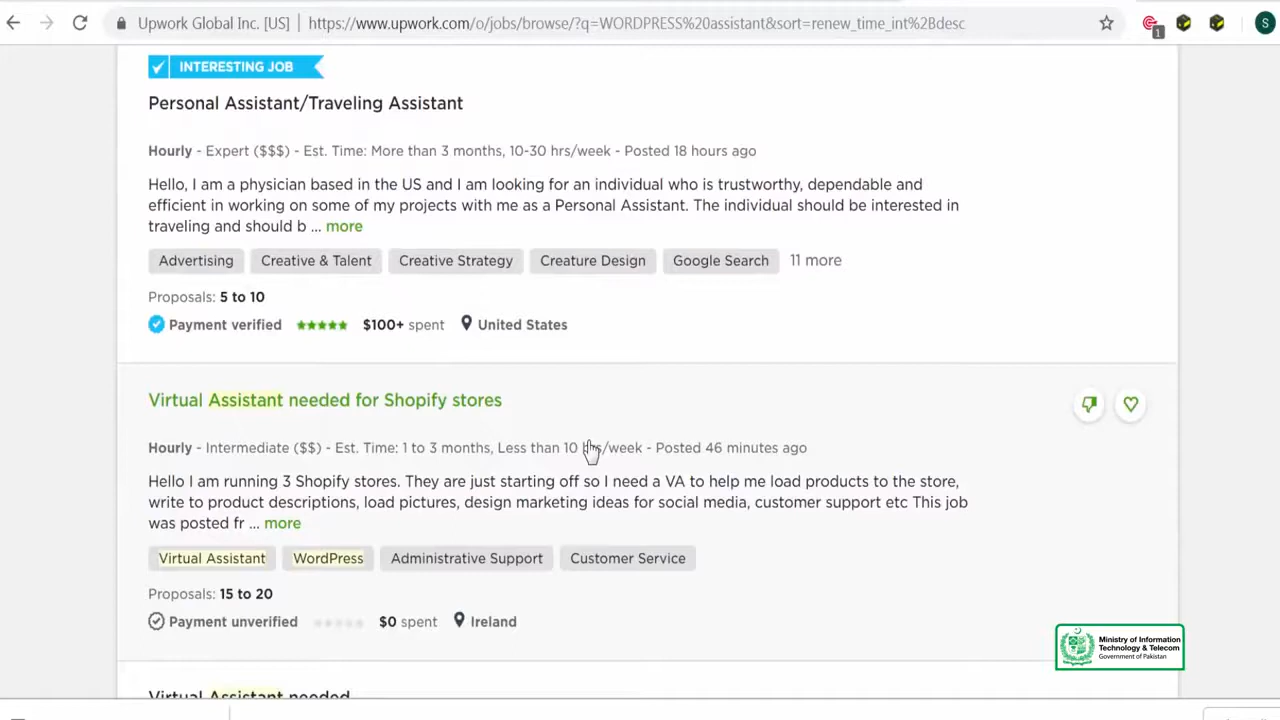 Upwork Global Inc. [US] | https://www.upwork.com/o/jobs/browse/?q=WORDPRESS%20assistant&sort=renew_time_int%2Bdesc
1
S
INTERESTING JOB
Personal Assistant/Traveling Assistant
Hourly - Expert ($$$) - Est. Time: More than 3 months, 10-30 hrs/week - Posted 18 hours ago
Hello, I am a physician based in the US and I am looking for an individual who is trustworthy, dependable and
efficient in working on some of my projects with me as a Personal Assistant. The individual should be interested in
traveling and should b ... more
Advertising Creative & Talent Creative Strategy Creature Design Google Search 11 more
Proposals: 5 to 10
Payment verified $100+ spent United States
Virtual Assistant needed for Shopify stores
Hourly - Intermediate ($$) - Est. Time: 1 to 3 months, Less than 10 hrs/week - Posted 46 minutes ago
Hello I am running 3 Shopify stores. They are just starting off so I need a VA to help me load products to the store,
write to product descriptions, load pictures, design marketing ideas for social media, customer support etc This job
was posted fr ... more
Virtual Assistant WordPress Administrative Support Customer Service
Proposals: 15 to 20
Payment unverified $0 spent Ireland
Ministry of Information
Technology & Telecom
Government of Pakistan
Virtual Assistant needed